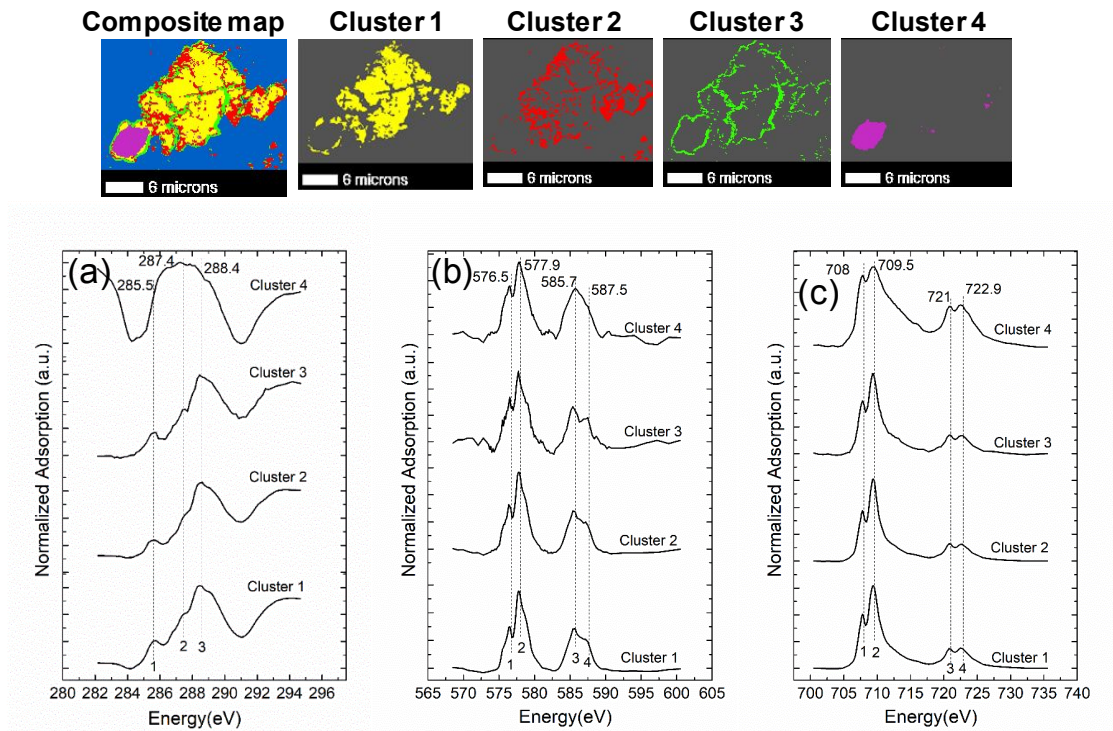 Composite map Cluster 1 Cluster 2 Cluster 3 Cluster 4
6 microns 6 microns 6 microns 6 microns 6 microns
(a)
287.4
285.5
288.4
Cluster 4
Cluster 3
Cluster 2
Cluster 1
1 2 3
Normalized Adsorption (a.u.)
280 282 284 286 288 290 292 294 296
Energy(eV)
(b)
577.9
576.5
585.7
587.5
Cluster 4
Cluster 3
Cluster 2
Cluster 1
1 2 3 4
Normalized Adsorption (a.u.)
565 570 575 580 585 590 595 600 605
Energy(eV)
(c)
708 709.5
721 722.9
Cluster 4
Cluster 3
Cluster 2
Cluster 1
1 2 3 4
Normalized Adsorption (a.u.)
700 705 710 715 720 725 730 735 740
Energy(eV)